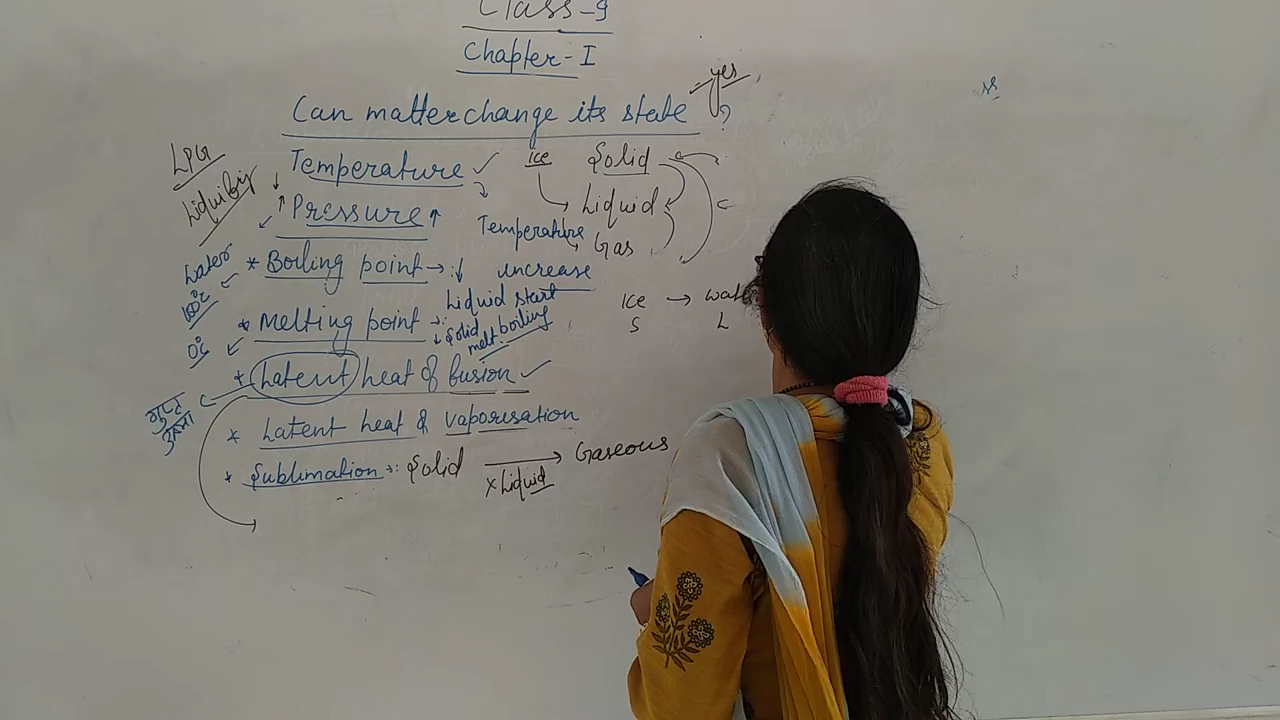 Class-9
Chapter-I
Can matter change its state ?
yes
LPG
Temperature ✓
Ice
Solid
Liquibify
↓ ↑ Pressure ↑
Liquid
Temperature
Gas
increase
Water
100°C
* Boiling point → :
Liquid start
boiling
Ice → wat
S L
0°C
* Melting point → :
Solid
melt
* Latent heat of fusion ✓
गुप्त
ऊष्मा
* Latent heat of vaporisation
* Sublimation → : Solid → Gaseous
x Liquid